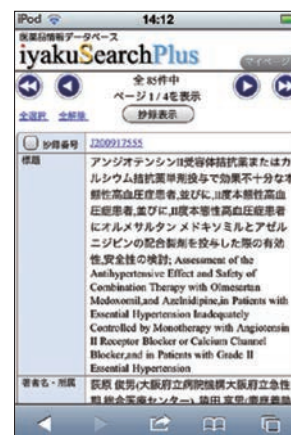 iPod 14:12
医薬品情報データベース
iyakuSearchPlus
マイページ
全 85件中
ページ 1 / 4を表示
全選択 全解除 抄録表示
抄録番号 J200917555
標題 アンジオテンシンII受容体拮抗薬またはカ
ルシウム拮抗薬単剤投与で効果不十分な本
態性高血圧症患者,並びに,II度本態性高血
圧症患者,並びに,II度本態性高血圧症患者
にオルメサルタン メドキソミルとアゼル
ニジピンの配合製剤を投与した際の有効
性,安全性の検討; Assessment of the
Antihypertensive Effect and Safety of
Combination Therapy with Olmesartan
Medoxomil,and Azelnidipine,in Patients with
Essential Hypertension Inadequately
Controlled by Monotherapy with Angiotensin
II Receptor Blocker or Calcium Channel
Blocker,and in Patients with Grade II
Essential Hypertension
著者名・所属 荻原 俊男(大阪府立病院機構大阪府立急性